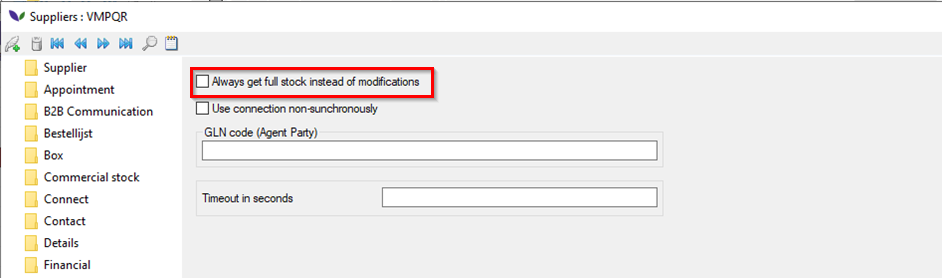 Suppliers : VMPQR
Supplier
Appointment
B2B Communication
Bestellijst
Box
Commercial stock
Connect
Contact
Details
Financial
Always get full stock instead of modifications
Use connection non-sunchronously
GLN code (Agent Party)
Timeout in seconds